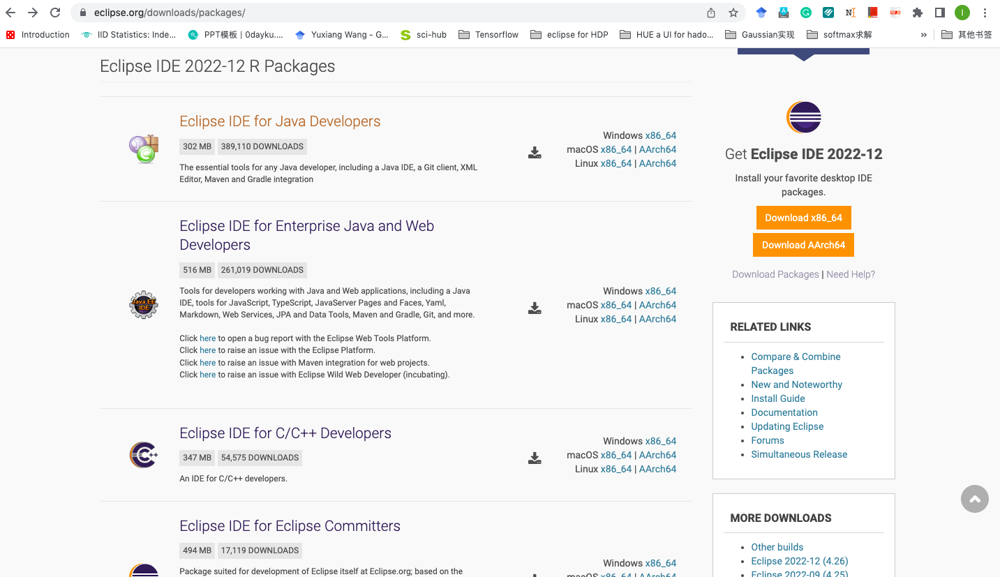 eclipse.org/downloads/packages/
Introduction
IID Statistics: Inde...
PPT模板 | 0dayku....
Yuxiang Wang - G...
sci-hub
Tensorflow
eclipse for HDP
HUE a UI for hado...
Gaussian实现
softmax求解
»
其他书签
Eclipse IDE 2022-12 R Packages
Eclipse IDE for Java Developers
302 MB 389,110 DOWNLOADS
The essential tools for any Java developer, including a Java IDE, a Git client, XML
Editor, Maven and Gradle integration
Windows x86_64
macOS x86_64 | AArch64
Linux x86_64 | AArch64
Eclipse IDE for Enterprise Java and Web
Developers
516 MB 261,019 DOWNLOADS
Java EE
IDE
Tools for developers working with Java and Web applications, including a Java
IDE, tools for JavaScript, TypeScript, JavaServer Pages and Faces, Yaml,
Markdown, Web Services, JPA and Data Tools, Maven and Gradle, Git, and more.
Click here to open a bug report with the Eclipse Web Tools Platform.
Click here to raise an issue with the Eclipse Platform.
Click here to raise an issue with Maven integration for web projects.
Click here to raise an issue with Eclipse Wild Web Developer (incubating).
Windows x86_64
macOS x86_64 | AArch64
Linux x86_64 | AArch64
Eclipse IDE for C/C++ Developers
347 MB 54,575 DOWNLOADS
An IDE for C/C++ developers.
Windows x86_64
macOS x86_64 | AArch64
Linux x86_64 | AArch64
Eclipse IDE for Eclipse Committers
494 MB 17,119 DOWNLOADS
Package suited for development of Eclipse itself at Eclipse.org; based on the
Windows x86_64
macOS x86_64 | AArch64
Get Eclipse IDE 2022-12
Install your favorite desktop IDE
packages.
Download x86_64
Download AArch64
Download Packages | Need Help?
RELATED LINKS
Compare & Combine
Packages
New and Noteworthy
Install Guide
Documentation
Updating Eclipse
Forums
Simultaneous Release
MORE DOWNLOADS
Other builds
Eclipse 2022-12 (4.26)
Eclipse 2022-09 (4.25)